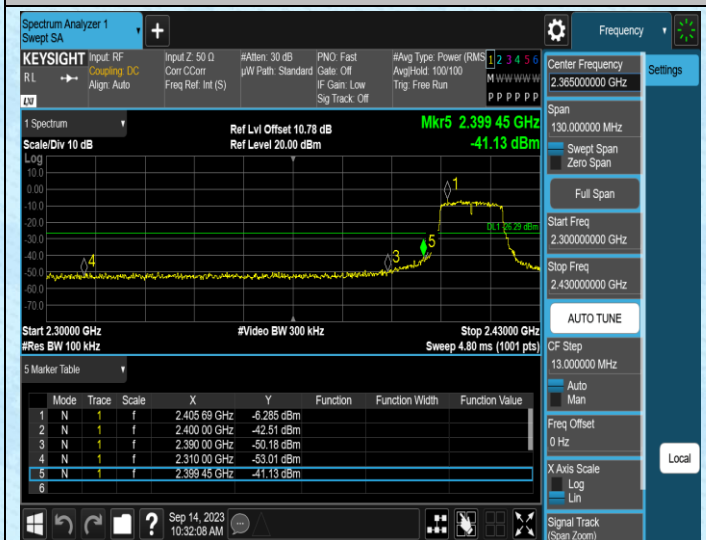 Spectrum Analyzer 1
Swept SA
+
Frequency
KEYSIGHT
RL
LXI
Input: RF
Coupling: DC
Align: Auto
Input Z: 50 Ω
Corr CCorr
Freq Ref: Int (S)
#Atten: 30 dB
µW Path: Standard
PNO: Fast
Gate: Off
IF Gain: Low
Sig Track: Off
#Avg Type: Power (RMS
Avg|Hold: 100/100
Trig: Free Run
1 2 3 4 5 6
M W W W W W
P P P P P P
1 Spectrum
Scale/Div 10 dB
Ref Lvl Offset 10.78 dB
Ref Level 20.00 dBm
Mkr5 2.399 45 GHz
-41.13 dBm
Log
10.0
0.00
-10.0
-20.0
-30.0
-40.0
-50.0
-60.0
-70.0
1
DL1 -26.29 dBm
5
3
4
Start 2.30000 GHz
#Res BW 100 kHz
#Video BW 300 kHz
Stop 2.43000 GHz
Sweep 4.80 ms (1001 pts)
5 Marker Table
Mode Trace Scale X Y Function Function Width Function Value
1 N 1 f 2.405 69 GHz -6.285 dBm
2 N 1 f 2.400 00 GHz -42.51 dBm
3 N 1 f 2.390 00 GHz -50.18 dBm
4 N 1 f 2.310 00 GHz -53.01 dBm
5 N 1 f 2.399 45 GHz -41.13 dBm
6
?
Sep 14, 2023
10:32:08 AM
Center Frequency
2.365000000 GHz
Span
130.000000 MHz
Swept Span
Zero Span
Full Span
Start Freq
2.300000000 GHz
Stop Freq
2.430000000 GHz
AUTO TUNE
CF Step
13.000000 MHz
Auto
Man
Freq Offset
0 Hz
X Axis Scale
Log
Lin
Signal Track
(Span Zoom)
Settings
Local